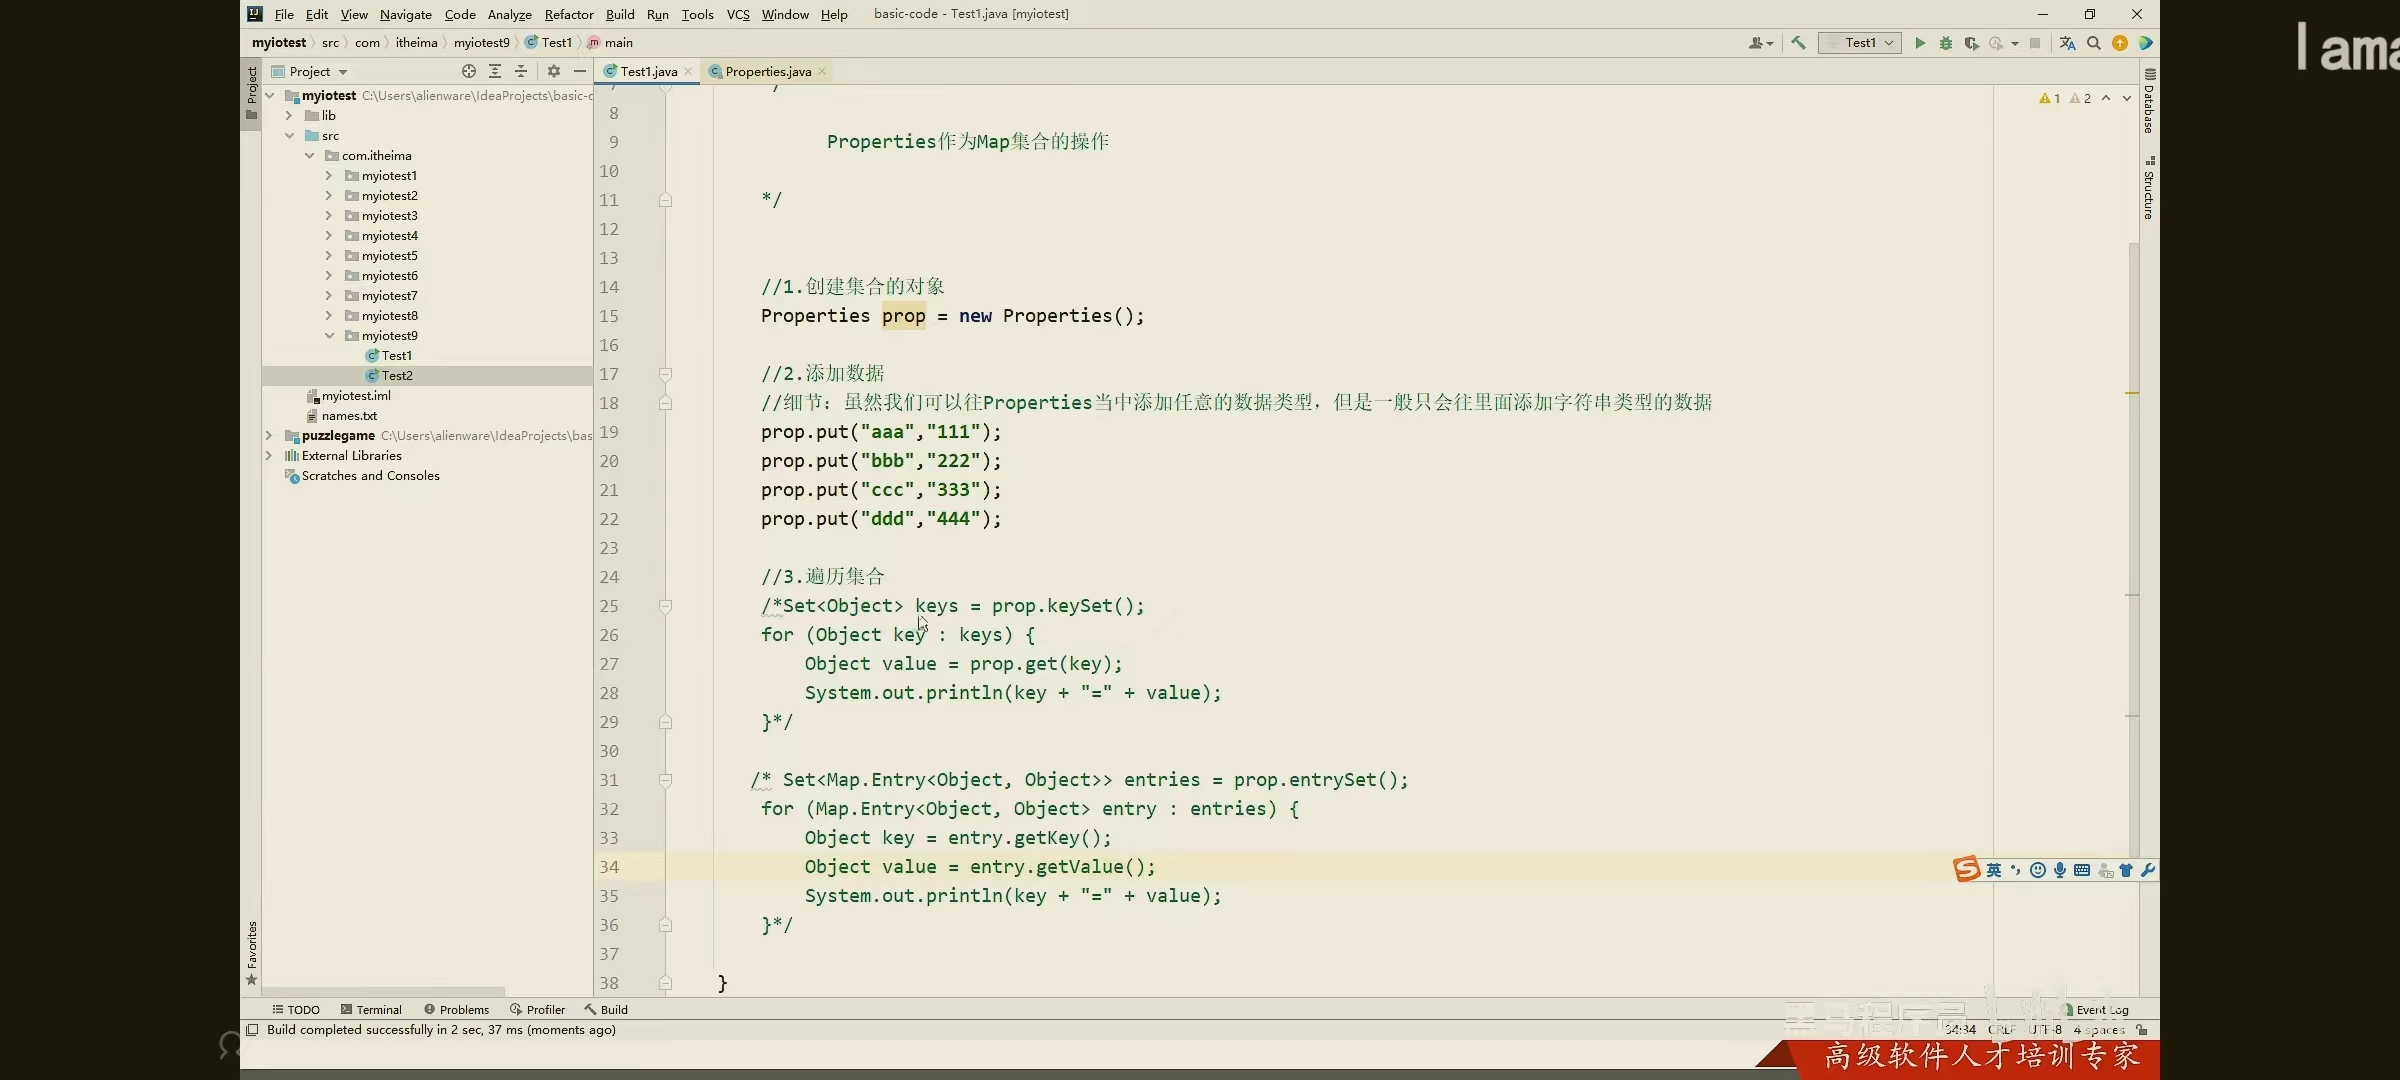 File Edit View Navigate Code Analyze Refactor Build Run Tools VCS Window Help basic-code - Test1.java [myiotest]
I ama
myiotest src com itheima myiotest9 Test1 main
Test1
Project
Test1.java Properties.java
Project
myiotest C:\Users\alienware\IdeaProjects\basic-c
lib
src
com.itheima
myiotest1
myiotest2
myiotest3
myiotest4
myiotest5
myiotest6
myiotest7
myiotest8
myiotest9
Test1
Test2
myiotest.iml
names.txt
puzzlegame C:\Users\alienware\IdeaProjects\bas
External Libraries
Scratches and Consoles
Favorites
1 2
7
8
9 Properties作为Map集合的操作
10
11 */
12
13
14 //1.创建集合的对象
15 Properties prop = new Properties();
16
17 //2.添加数据
18 //细节：虽然我们可以往Properties当中添加任意的数据类型，但是一般只会往里面添加字符串类型的数据
19 prop.put("aaa","111");
20 prop.put("bbb","222");
21 prop.put("ccc","333");
22 prop.put("ddd","444");
23
24 //3.遍历集合
25 /*Set<Object> keys = prop.keySet();
26 for (Object key : keys) {
27 Object value = prop.get(key);
28 System.out.println(key + "=" + value);
29 }*/
30
31 /* Set<Map.Entry<Object, Object>> entries = prop.entrySet();
32 for (Map.Entry<Object, Object> entry : entries) {
33 Object key = entry.getKey();
34 Object value = entry.getValue();
35 System.out.println(key + "=" + value);
36 }*/
37
38 }
Database
Structure
英
TODO Terminal Problems Profiler Build
Event Log
Build completed successfully in 2 sec, 37 ms (moments ago)
34:34 CRLF UTF-8 4 spaces
黑马程序员
高级软件人才培训专家